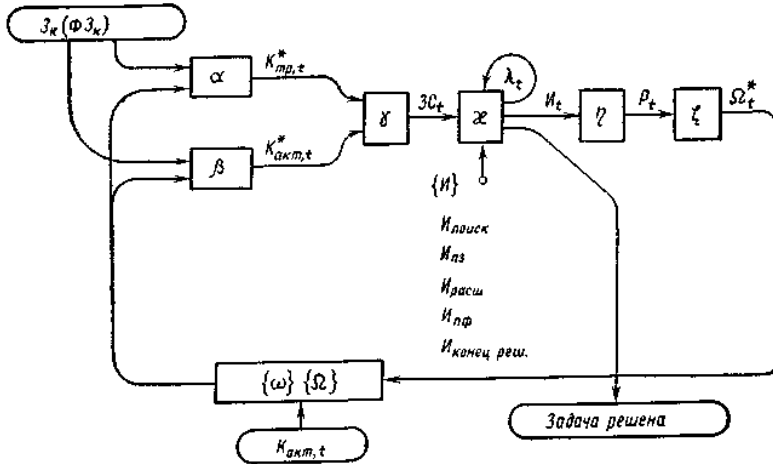 З_к (ФЗ_к)
α
K*_тр,t
β
K*_акт,t
γ
ЗС_t
æ
λ_t
И_t
η
P_t
ζ
Ω*_t
{И}
И_поиск
И_пз
И_расш
И_пф
И_конец реш.
{ω} {Ω}
K_акт,t
Задача решена